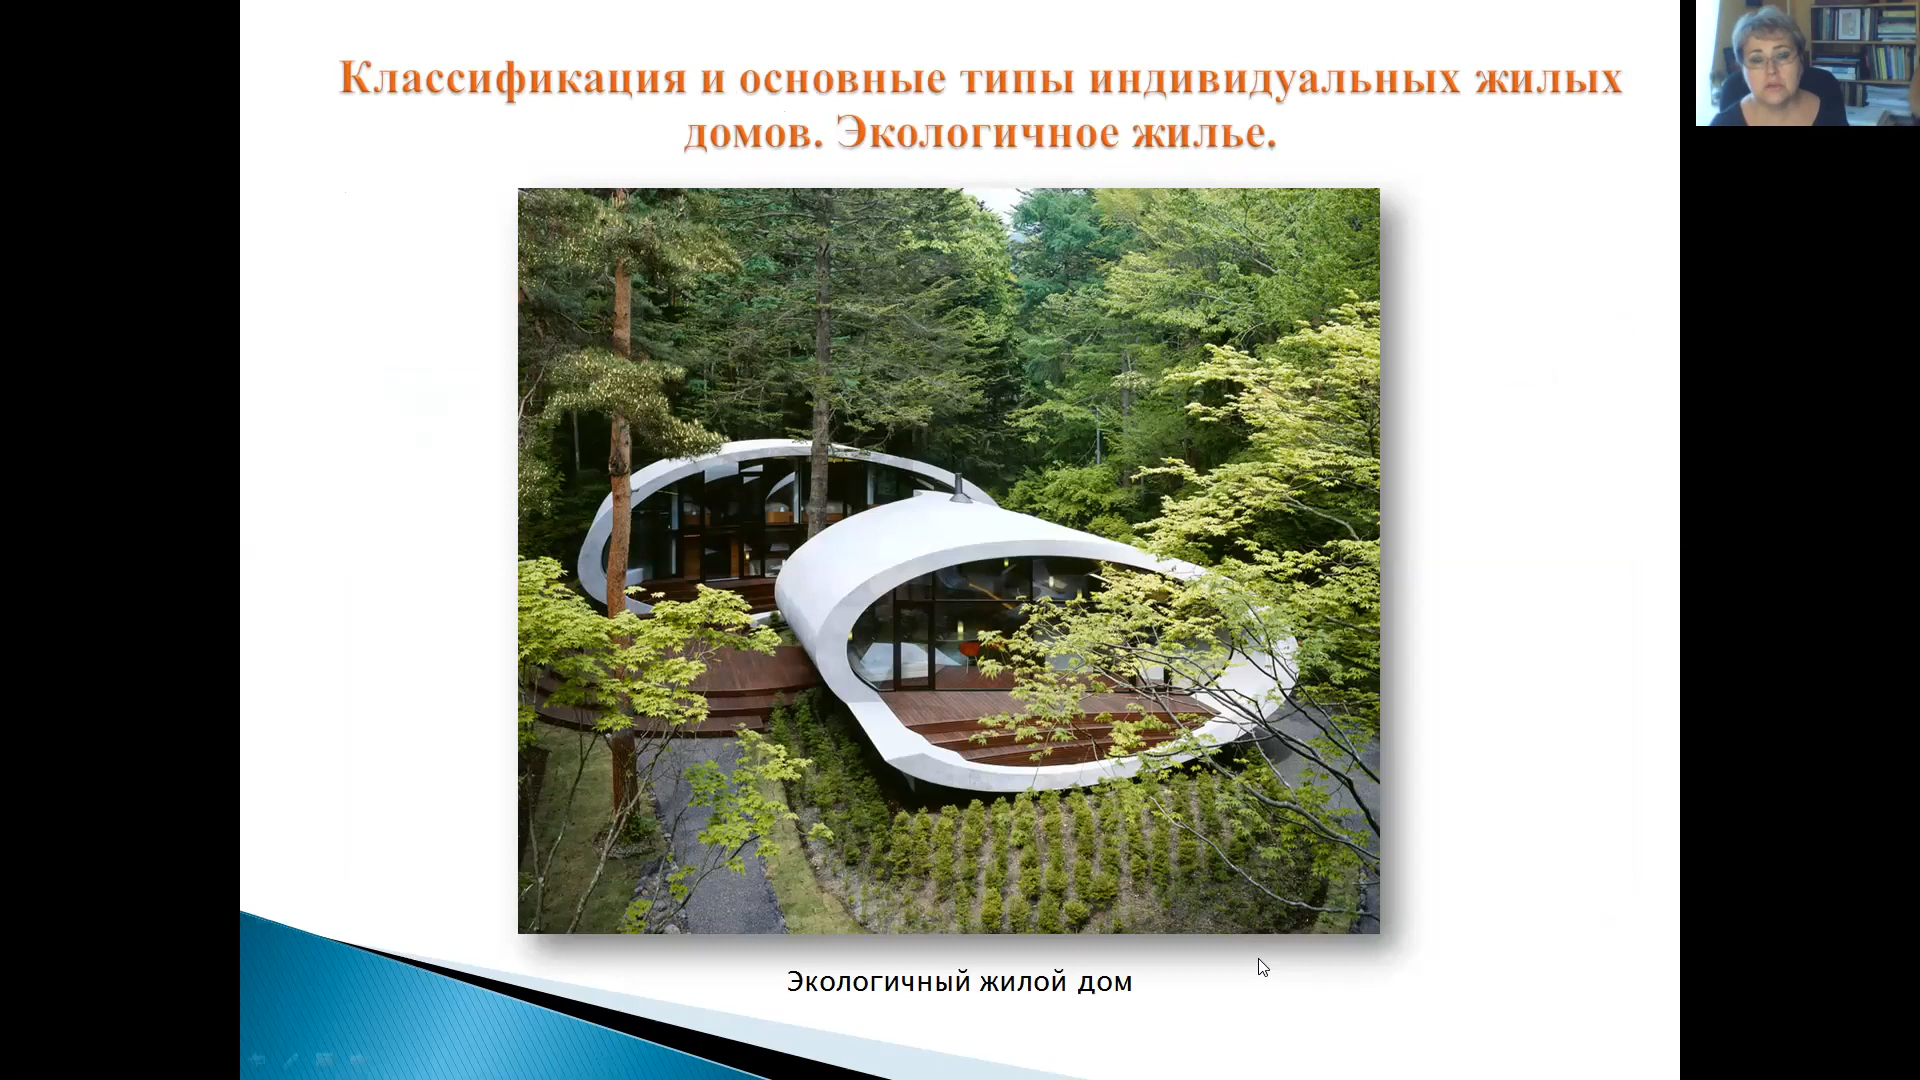 Классификация и основные типы индивидуальных жилых
домов. Экологичное жилье.
Экологичный жилой дом